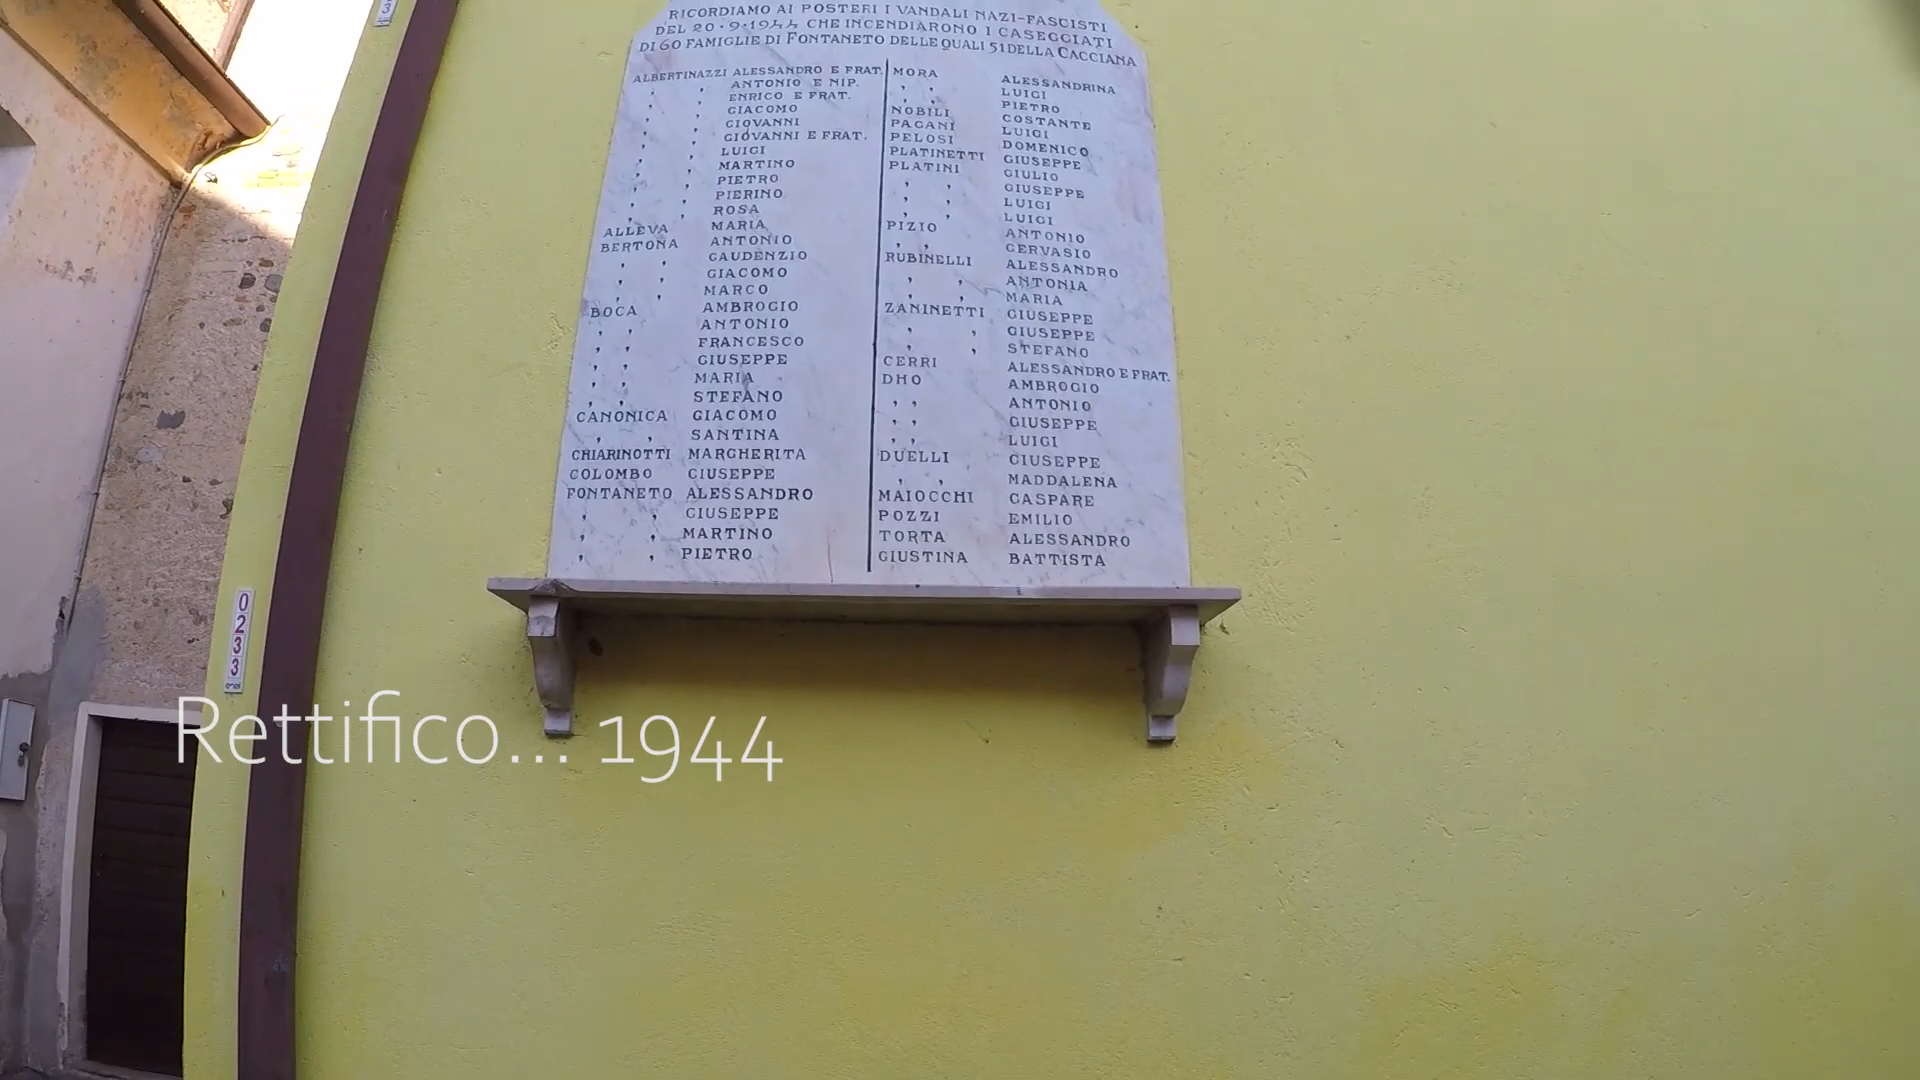 RICORDIAMO AI POSTERI I VANDALI NAZI-FASCISTI
DEL 20·9·1944 CHE INCENDIARONO I CASEGGIATI
DI 60 FAMIGLIE DI FONTANETO DELLE QUALI 51 DELLA CACCIANA
ALBERTINAZZI ALESSANDRO E FRAT.
, , ANTONIO E NIP.
, , ENRICO E FRAT.
, , GIACOMO
, , GIOVANNI
, , GIOVANNI E FRAT.
, , LUIGI
, , MARTINO
, , PIETRO
, , PIERINO
, , ROSA
ALLEVA MARIA
BERTONA ANTONIO
, , GAUDENZIO
, , GIACOMO
, , MARCO
BOCA AMBROGIO
, , ANTONIO
, , FRANCESCO
, , GIUSEPPE
, , MARIA
, , STEFANO
CANONICA GIACOMO
, , SANTINA
CHIARINOTTI MARGHERITA
COLOMBO GIUSEPPE
FONTANETO ALESSANDRO
, , GIUSEPPE
, , MARTINO
, , PIETRO
MORA ALESSANDRINA
, , LUIGI
, , PIETRO
NOBILI COSTANTE
PAGANI LUIGI
PELOSI DOMENICO
PLATINETTI GIUSEPPE
PLATINI GIULIO
, , GIUSEPPE
, , LUIGI
, , LUIGI
PIZIO ANTONIO
, , GERVASIO
RUBINELLI ALESSANDRO
, , ANTONIA
, , MARIA
ZANINETTI GIUSEPPE
, , GIUSEPPE
, , STEFANO
CERRI ALESSANDRO E FRAT.
DHO AMBROGIO
, , ANTONIO
, , GIUSEPPE
, , LUIGI
DUELLI GIUSEPPE
, , MADDALENA
MAIOCCHI GASPARE
POZZI EMILIO
TORTA ALESSANDRO
GIUSTINA BATTISTA
0
2
3
3
enel
Rettifico... 1944